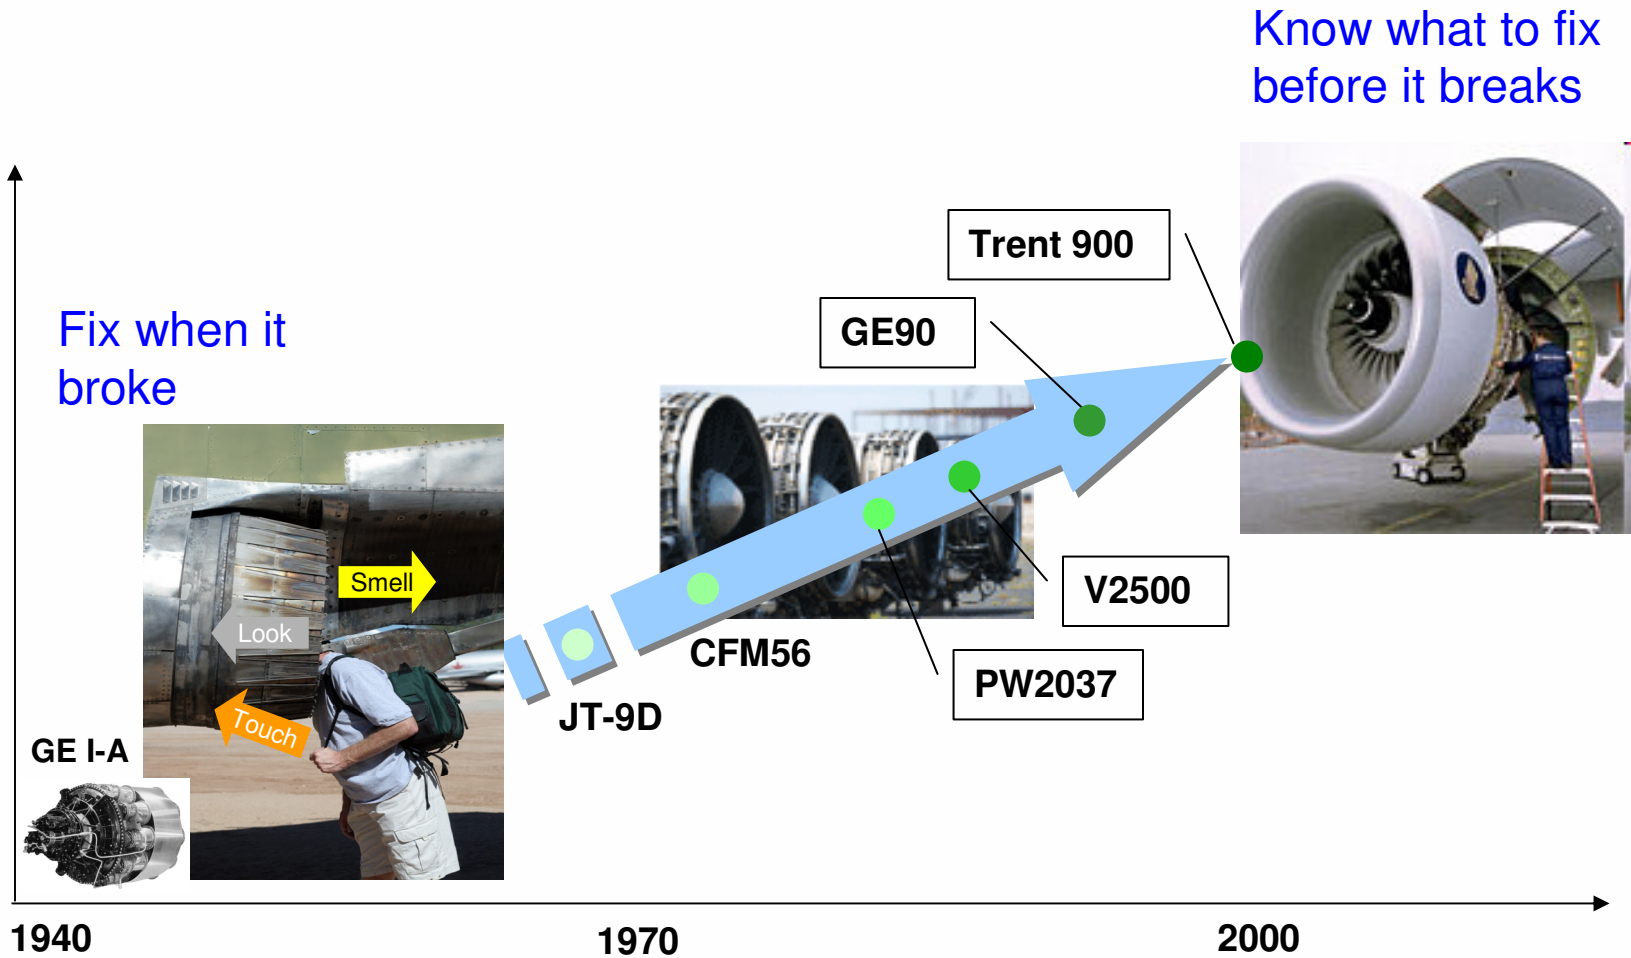 Know what to fix
before it breaks
Trent 900
GE90
Fix when it
broke
Smell
Look
Touch
V2500
CFM56
PW2037
JT-9D
GE I-A
1940
1970
2000